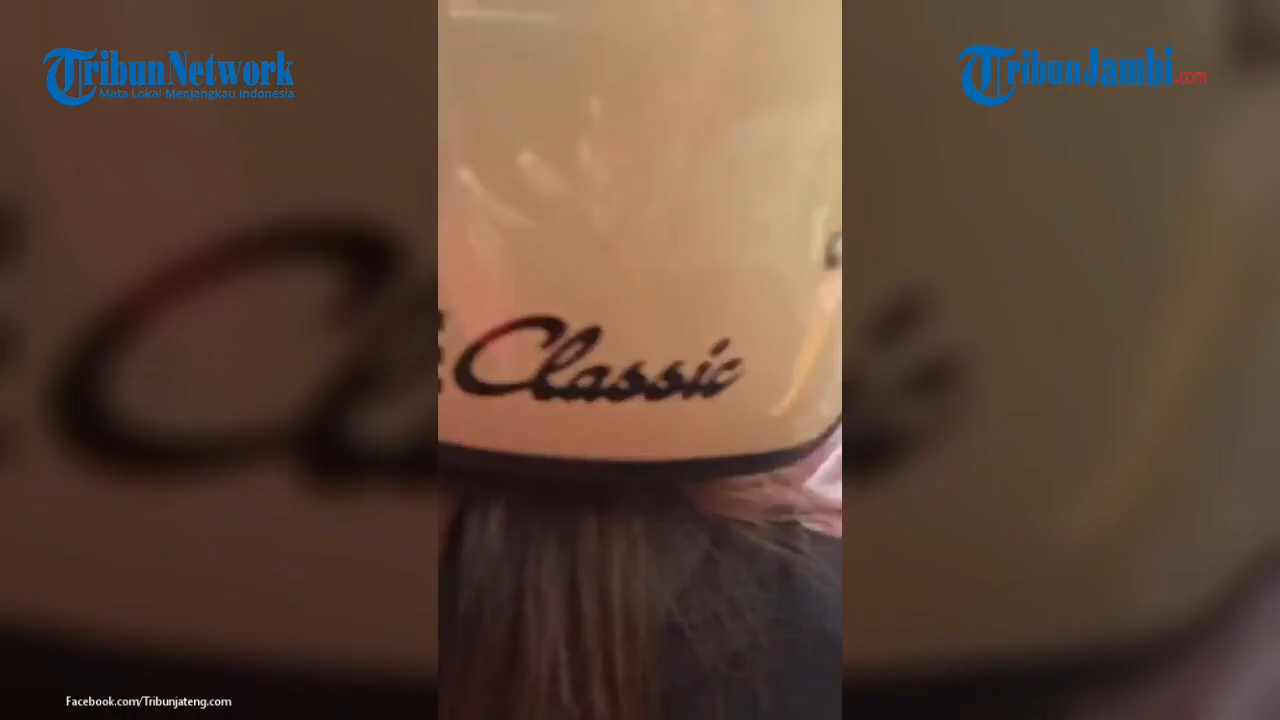 TribunNetwork
Mata Lokal Menjangkau Indonesia
TribunJambi.com
Classic
Facebook.com/Tribunjateng.com